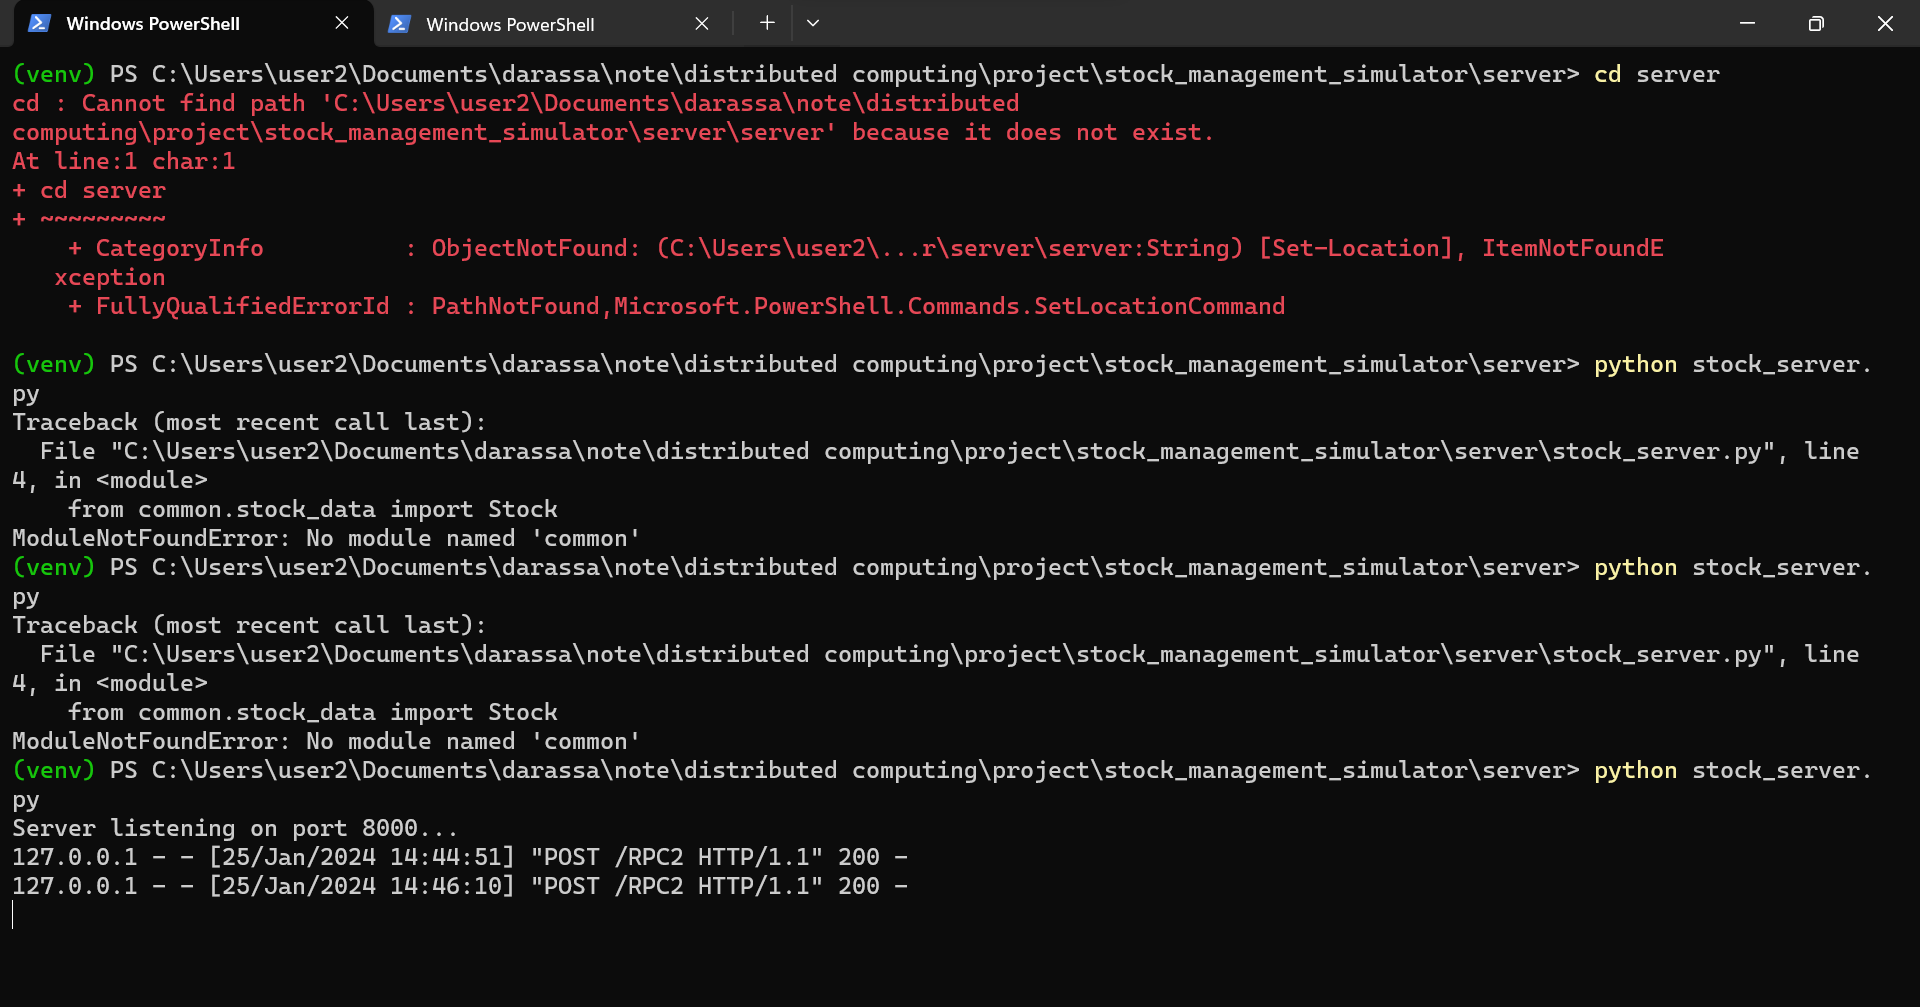 Windows PowerShell
Windows PowerShell
(venv) PS C:\Users\user2\Documents\darassa\note\distributed computing\project\stock_management_simulator\server> cd server
cd : Cannot find path 'C:\Users\user2\Documents\darassa\note\distributed
computing\project\stock_management_simulator\server\server' because it does not exist.
At line:1 char:1
+ cd server
+ ~~~~~~~~~
    + CategoryInfo          : ObjectNotFound: (C:\Users\user2\...r\server\server:String) [Set-Location], ItemNotFoundE
   xception
    + FullyQualifiedErrorId : PathNotFound,Microsoft.PowerShell.Commands.SetLocationCommand
(venv) PS C:\Users\user2\Documents\darassa\note\distributed computing\project\stock_management_simulator\server> python stock_server.
py
Traceback (most recent call last):
  File "C:\Users\user2\Documents\darassa\note\distributed computing\project\stock_management_simulator\server\stock_server.py", line
4, in <module>
    from common.stock_data import Stock
ModuleNotFoundError: No module named 'common'
(venv) PS C:\Users\user2\Documents\darassa\note\distributed computing\project\stock_management_simulator\server> python stock_server.
py
Traceback (most recent call last):
  File "C:\Users\user2\Documents\darassa\note\distributed computing\project\stock_management_simulator\server\stock_server.py", line
4, in <module>
    from common.stock_data import Stock
ModuleNotFoundError: No module named 'common'
(venv) PS C:\Users\user2\Documents\darassa\note\distributed computing\project\stock_management_simulator\server> python stock_server.
py
Server listening on port 8000...
127.0.0.1 - - [25/Jan/2024 14:44:51] "POST /RPC2 HTTP/1.1" 200 -
127.0.0.1 - - [25/Jan/2024 14:46:10] "POST /RPC2 HTTP/1.1" 200 -